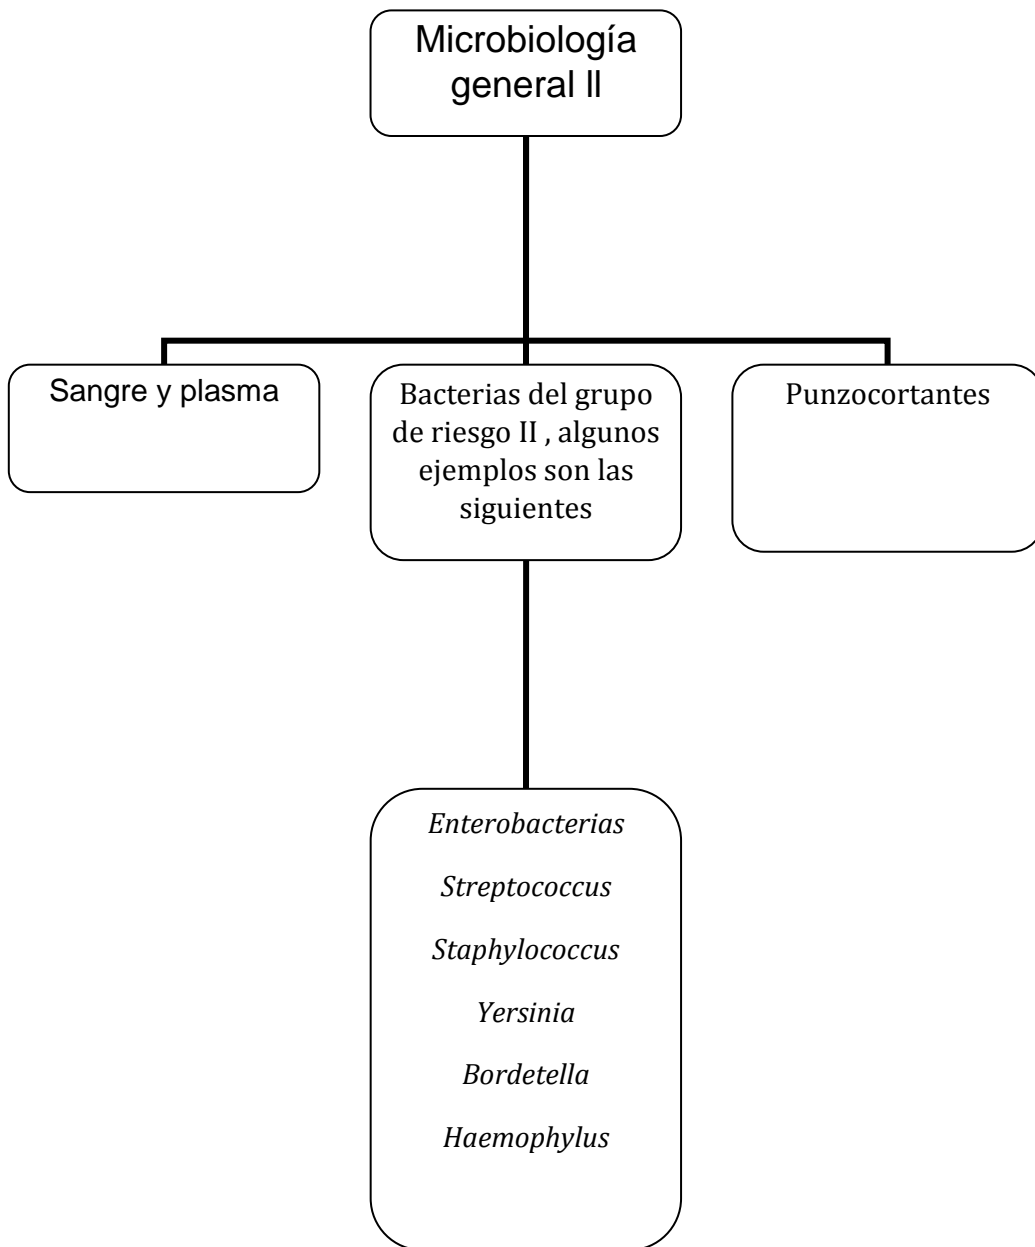 Microbiología
general ll
Sangre y plasma
Bacterias del grupo
de riesgo II , algunos
ejemplos son las
siguientes
Punzocortantes
Enterobacterias
Streptococcus
Staphylococcus
Yersinia
Bordetella
Haemophylus